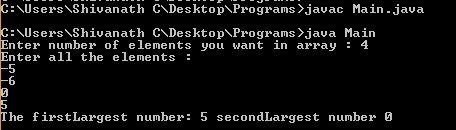 C:\Users\Shivanath C\Desktop\Programs>javac Main.java
C:\Users\Shivanath C\Desktop\Programs>java Main
Enter number of elements you want in array : 4
Enter all the elements :
-5
-6
0
5
The firstLargest number: 5 secondLargest number 0